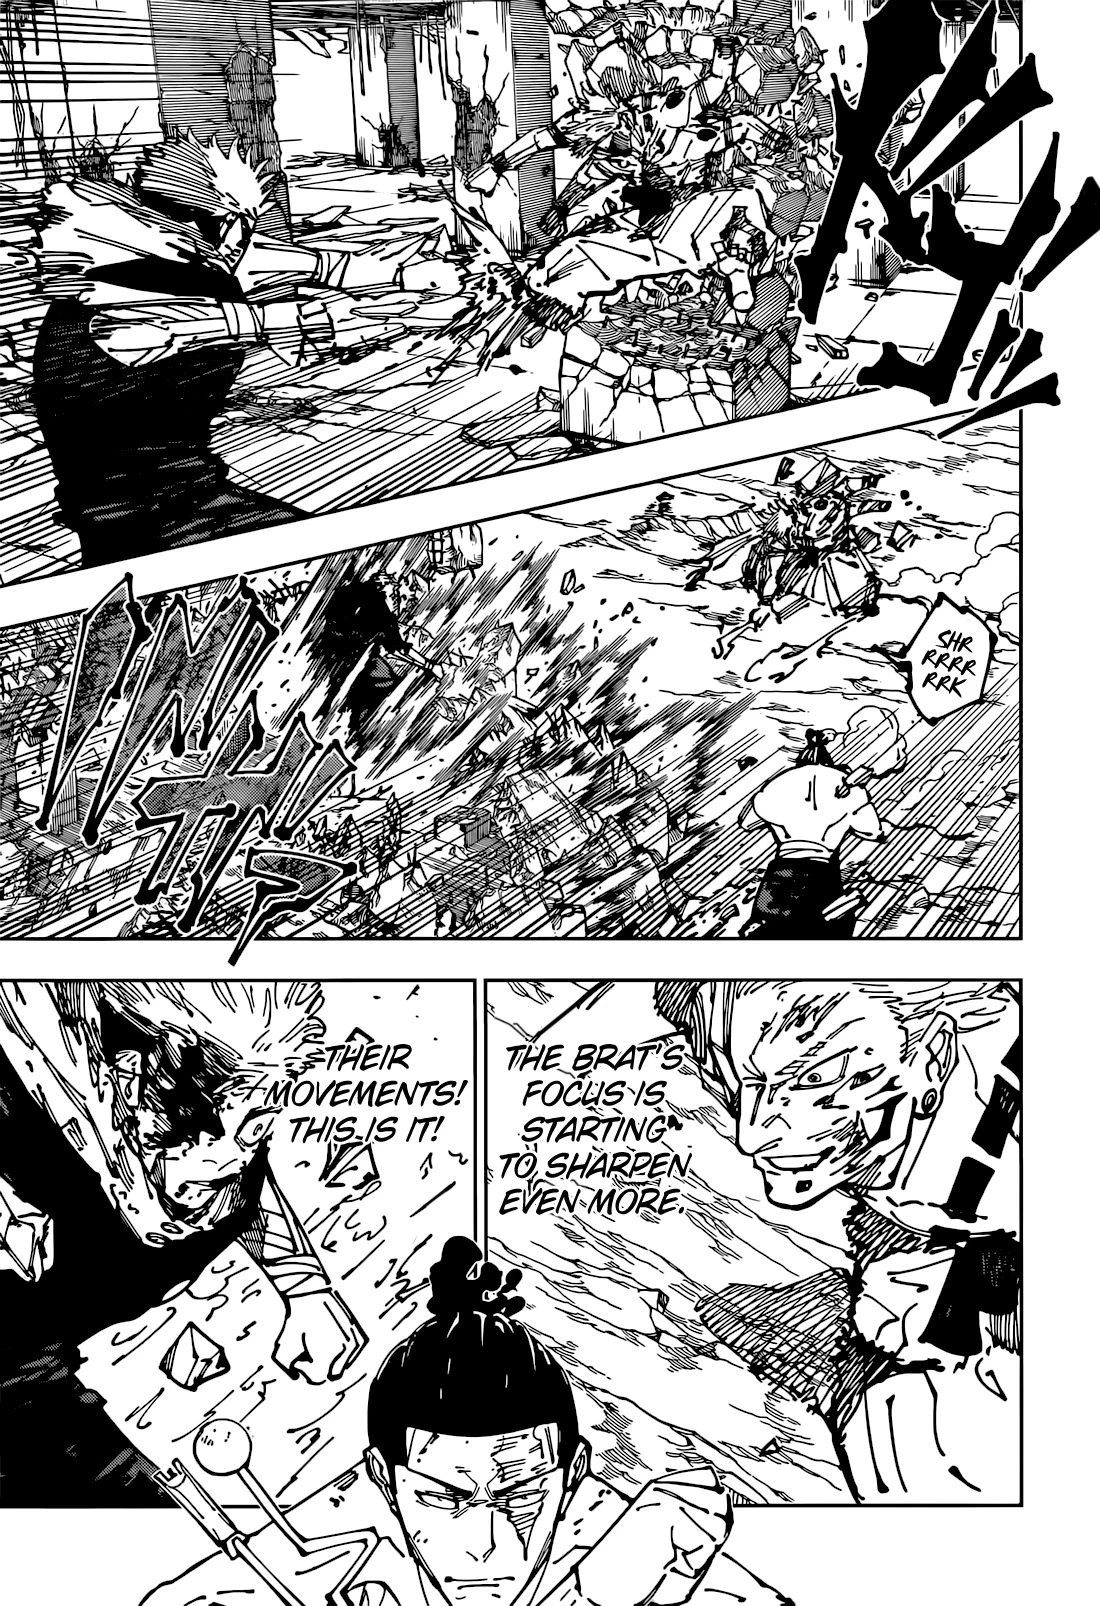 SHR
RRRR
RRK
THE BRAT'S
FOCUS IS
STARTING
TO SHARPEN
EVEN MORE.
THEIR
MOVEMENTS!
THIS IS IT!